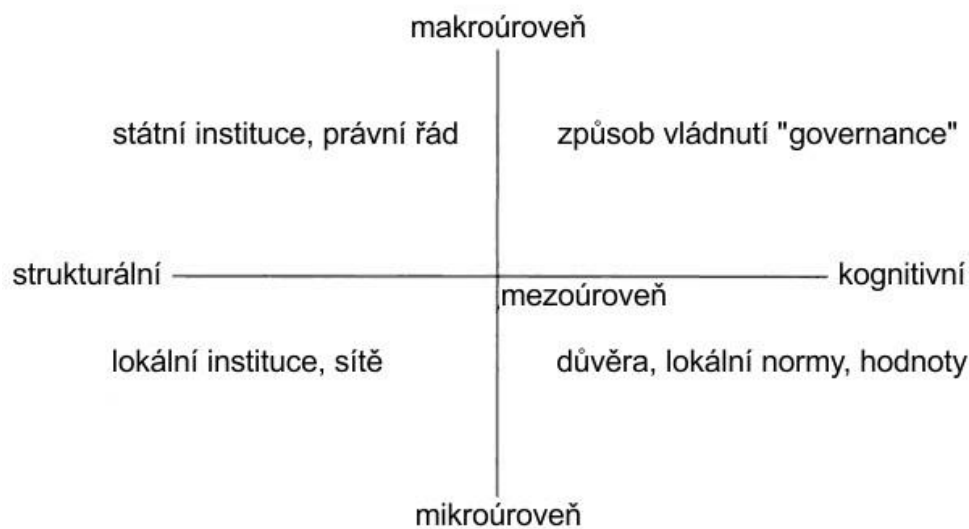 makroúroveň
státní instituce, právní řád
způsob vládnutí "governance"
strukturální
kognitivní
mezoúroveň
lokální instituce, sítě
důvěra, lokální normy, hodnoty
mikroúroveň